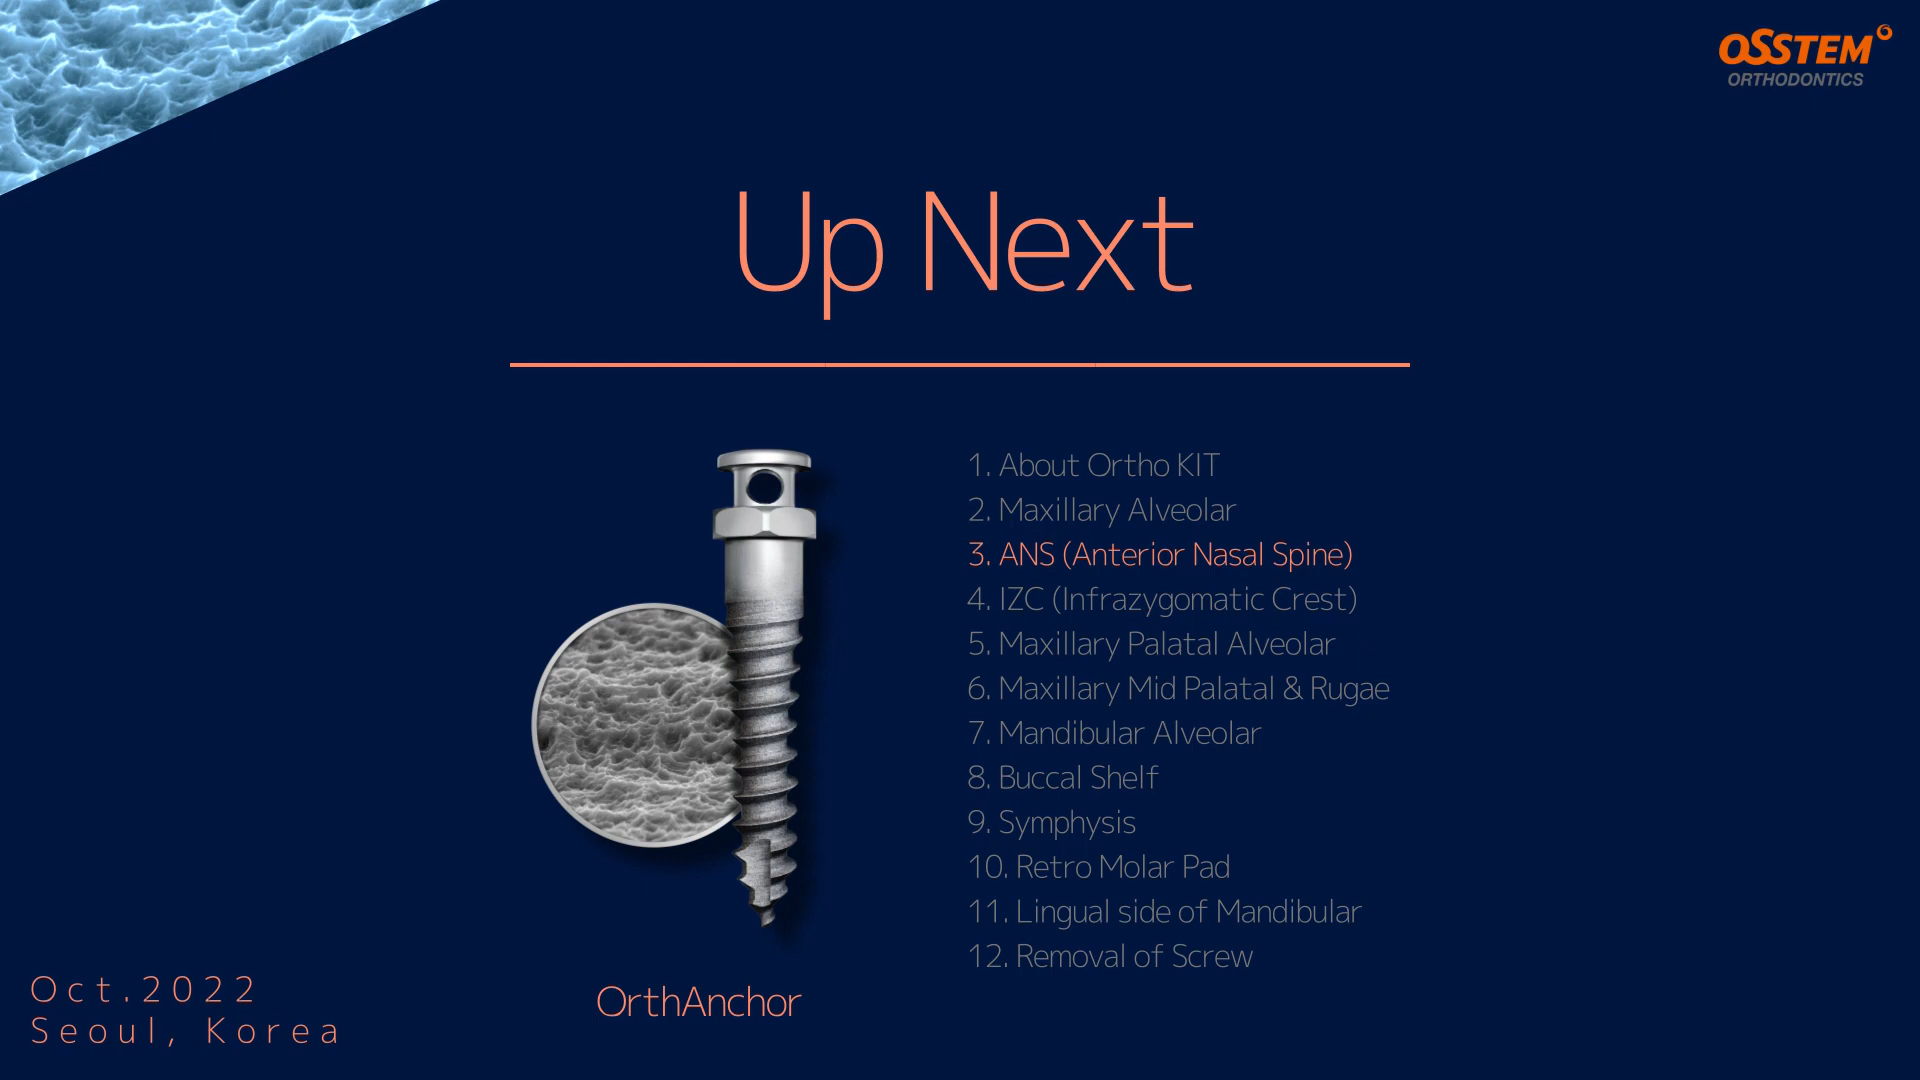 OSSTEM
ORTHODONTICS
Up Next
1. About Ortho KIT
2. Maxillary Alveolar
3. ANS (Anterior Nasal Spine)
4. IZC (Infrazygomatic Crest)
5. Maxillary Palatal Alveolar
6. Maxillary Mid Palatal & Rugae
7. Mandibular Alveolar
8. Buccal Shelf
9. Symphysis
10. Retro Molar Pad
11. Lingual side of Mandibular
12. Removal of Screw
OrthAnchor
Oct.2022
Seoul, Korea